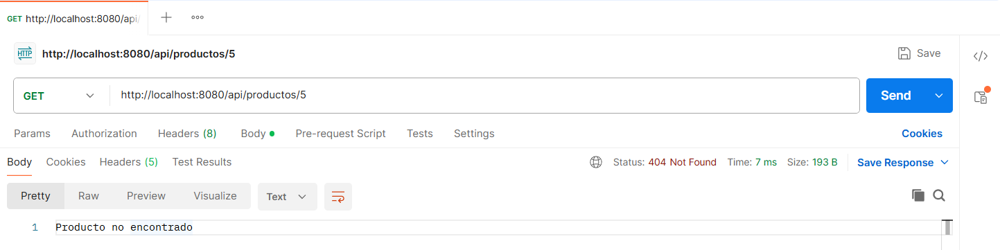 GET http://localhost:8080/api/
HTTP http://localhost:8080/api/productos/5 Save
GET http://localhost:8080/api/productos/5 Send
Params Authorization Headers (8) Body Pre-request Script Tests Settings Cookies
Body Cookies Headers (5) Test Results Status: 404 Not Found Time: 7 ms Size: 193 B Save Response
Pretty Raw Preview Visualize Text
1 Producto no encontrado